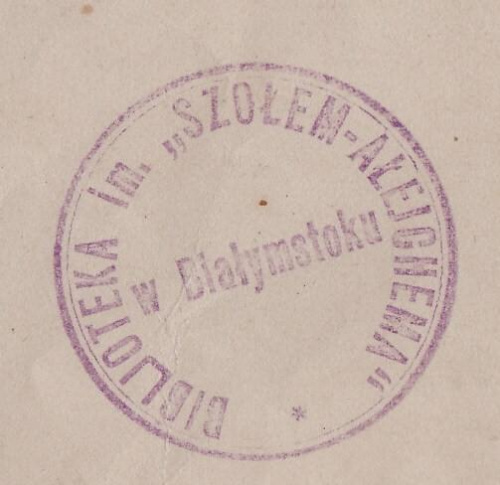 BIBLJOTEKA im. „SZOŁEM-ALEJCHEMA"
w Białymstoku
*